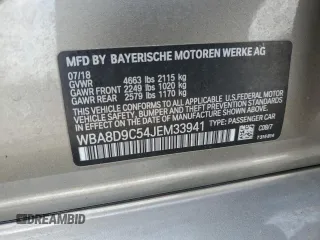 MFD BY BAYERISCHE MOTOREN WERKE AG
07/18
GVWR 4663 lbs 2115 kg
GAWR FRONT 2249 lbs 1020 kg
GAWR REAR 2579 lbs 1170 kg
THIS VEHICLE CONFORMS TO ALL APPLICABLE
U.S. FEDERAL MOTOR VEHICLE SAFETY, BUMPER,
AND THEFT PREVENTION STANDARDS IN EFFECT ON
THE DATE OF MANUFACTURE SHOWN ABOVE.
WBA8D9C54JEM33941
TYPE: PASSENGER CAR
AUTOBIDMASTER